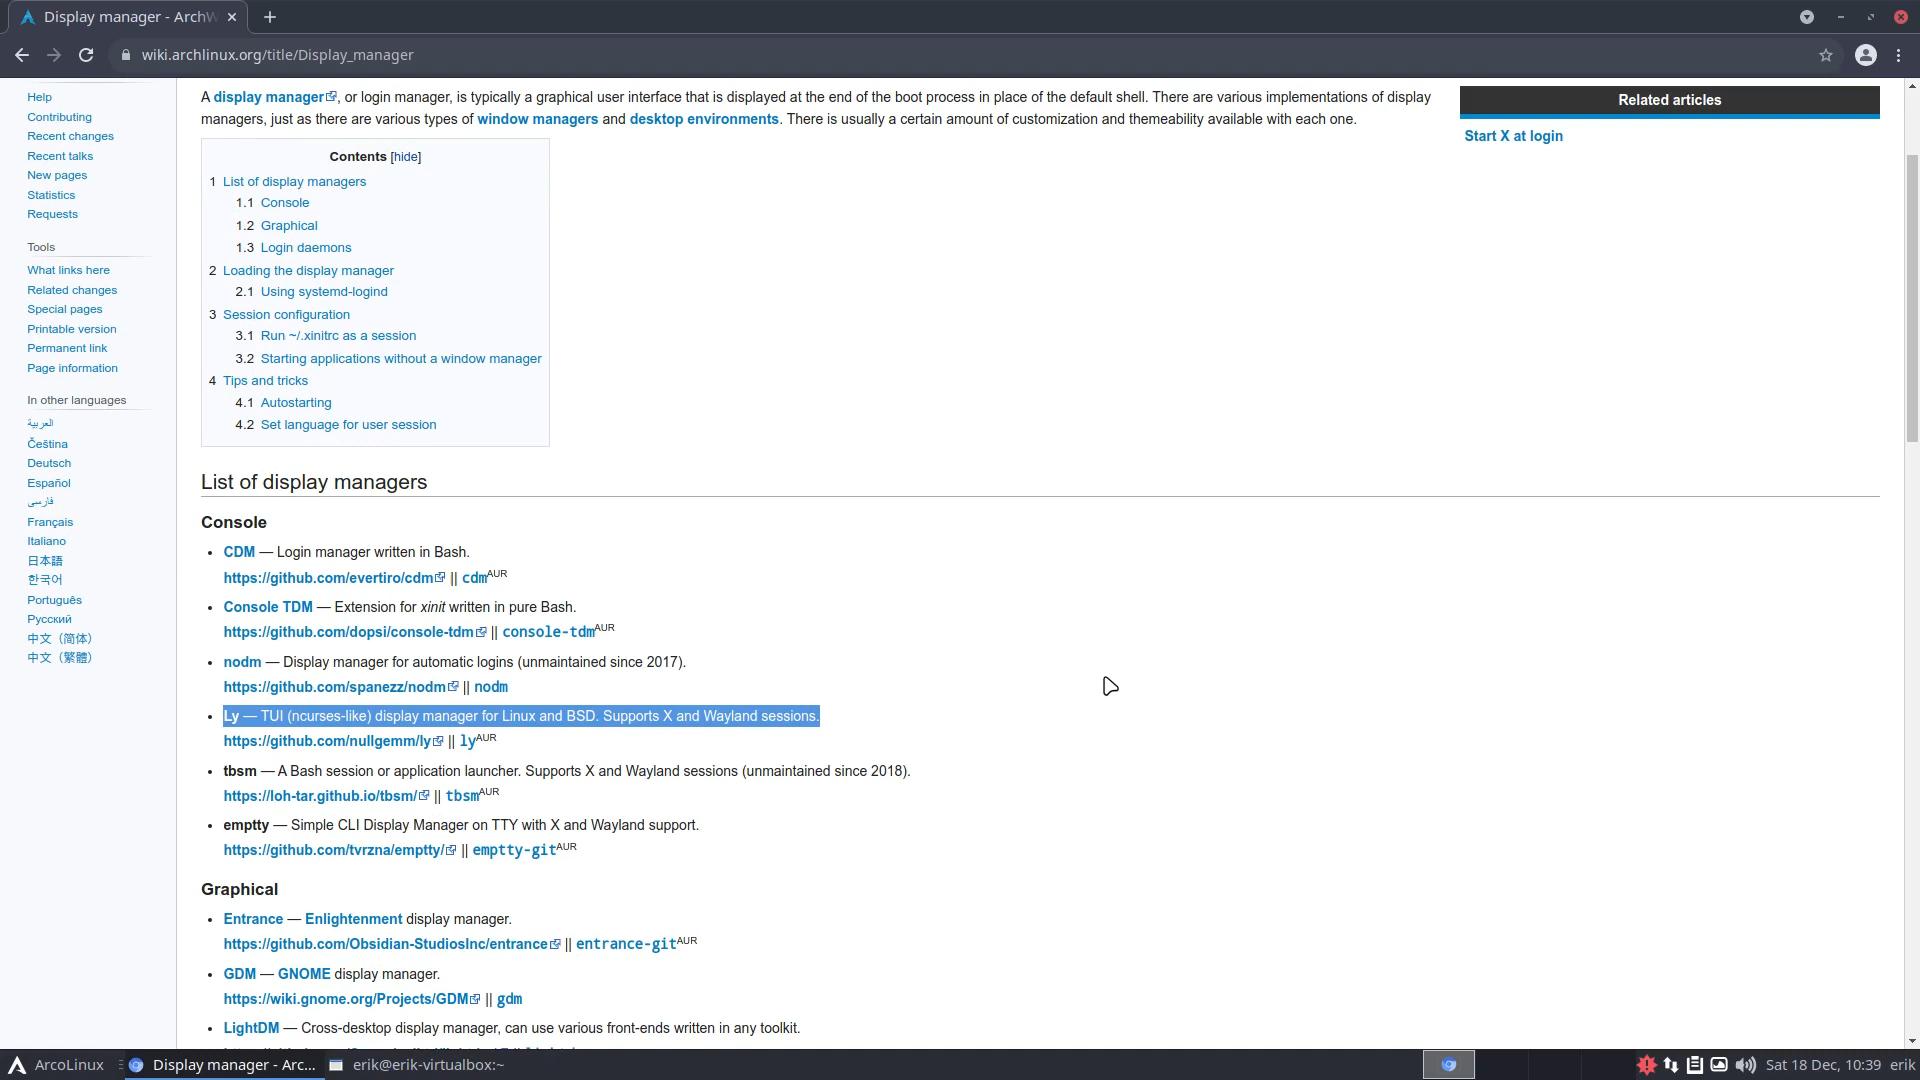 Display manager - ArchW
wiki.archlinux.org/title/Display_manager
Help
Contributing
Recent changes
Recent talks
New pages
Statistics
Requests
Tools
What links here
Related changes
Special pages
Printable version
Permanent link
Page information
In other languages
العربية
Čeština
Deutsch
Español
فارسی
Français
Italiano
日本語
한국어
Português
Русский
中文（简体）
中文（繁體）
A display manager, or login manager, is typically a graphical user interface that is displayed at the end of the boot process in place of the default shell. There are various implementations of display
managers, just as there are various types of window managers and desktop environments. There is usually a certain amount of customization and themeability available with each one.
Related articles
Start X at login
Contents [hide]
1 List of display managers
1.1 Console
1.2 Graphical
1.3 Login daemons
2 Loading the display manager
2.1 Using systemd-logind
3 Session configuration
3.1 Run ~/.xinitrc as a session
3.2 Starting applications without a window manager
4 Tips and tricks
4.1 Autostarting
4.2 Set language for user session
List of display managers
Console
• CDM — Login manager written in Bash.
https://github.com/evertiro/cdm || cdmAUR
• Console TDM — Extension for xinit written in pure Bash.
https://github.com/dopsi/console-tdm || console-tdmAUR
• nodm — Display manager for automatic logins (unmaintained since 2017).
https://github.com/spanezz/nodm || nodm
• Ly — TUI (ncurses-like) display manager for Linux and BSD. Supports X and Wayland sessions.
https://github.com/nullgemm/ly || lyAUR
• tbsm — A Bash session or application launcher. Supports X and Wayland sessions (unmaintained since 2018).
https://loh-tar.github.io/tbsm/ || tbsmAUR
• emptty — Simple CLI Display Manager on TTY with X and Wayland support.
https://github.com/tvrzna/emptty/ || emptty-gitAUR
Graphical
• Entrance — Enlightenment display manager.
https://github.com/Obsidian-StudiosInc/entrance || entrance-gitAUR
• GDM — GNOME display manager.
https://wiki.gnome.org/Projects/GDM || gdm
• LightDM — Cross-desktop display manager, can use various front-ends written in any toolkit.
ArcoLinux
Display manager - Arc...
erik@erik-virtualbox:~
Sat 18 Dec, 10:39
erik